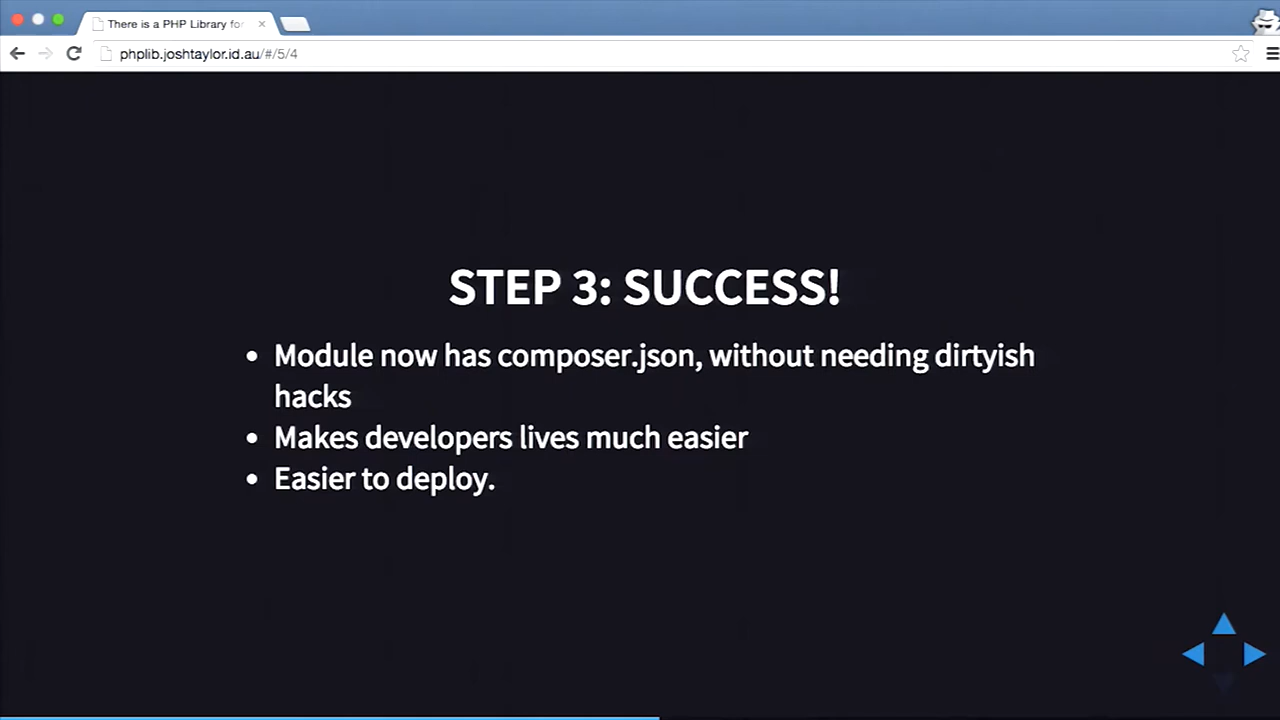 There is a PHP Library for
phplib.joshtaylor.id.au/#/5/4
STEP 3: SUCCESS!
• Module now has composer.json, without needing dirtyish
hacks
• Makes developers lives much easier
• Easier to deploy.